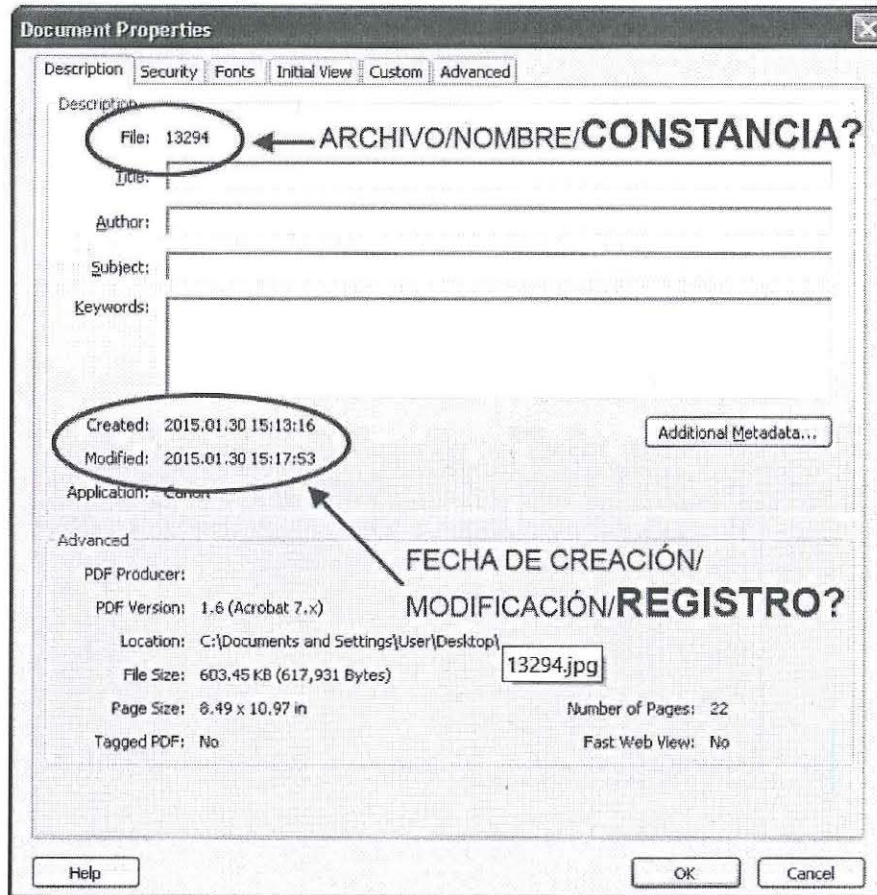 Document Properties
Description Security Fonts Initial View Custom Advanced
Description
File: 13294
ARCHIVO/NOMBRE/CONSTANCIA?
Title:
Author:
Subject:
Keywords:
Created: 2015.01.30 15:13:16
Additional Metadata...
Modified: 2015.01.30 15:17:53
Application: Canon
Advanced
FECHA DE CREACIÓN/
PDF Producer:
MODIFICACIÓN/REGISTRO?
PDF Version: 1.6 (Acrobat 7.x)
Location: C:\Documents and Settings\User\Desktop\
13294.jpg
File Size: 603.45 KB (617,931 Bytes)
Page Size: 8.49 x 10.97 in
Number of Pages: 22
Tagged PDF: No
Fast Web View: No
Help OK Cancel